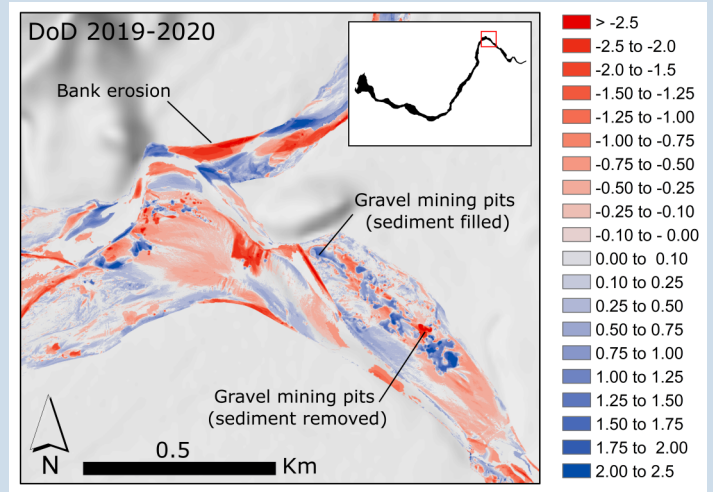 DoD 2019-2020
Bank erosion
Gravel mining pits
(sediment filled)
Gravel mining pits
(sediment removed)
N
0.5
Km
> -2.5
-2.5 to -2.0
-2.0 to -1.5
-1.50 to -1.25
-1.25 to -1.00
-1.00 to -0.75
-0.75 to -0.50
-0.50 to -0.25
-0.25 to -0.10
-0.10 to - 0.00
0.00 to 0.10
0.10 to 0.25
0.25 to 0.50
0.50 to 0.75
0.75 to 1.00
1.00 to 1.25
1.25 to 1.50
1.50 to 1.75
1.75 to 2.00
2.00 to 2.5